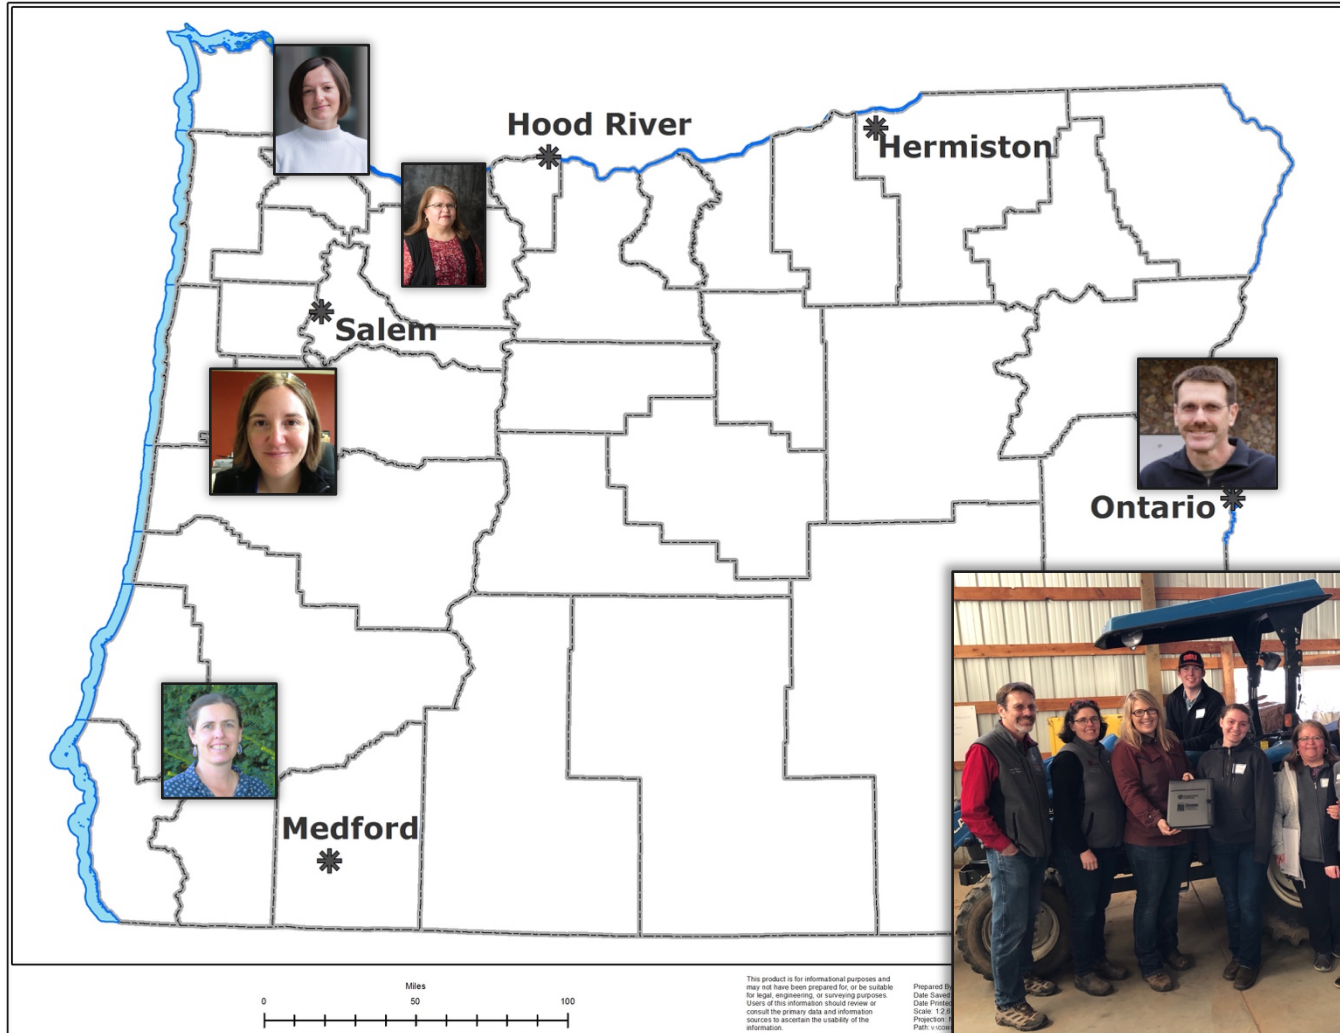 Hood River
Hermiston
Salem
Ontario
Medford
Miles
0 50 100
This product is for informational purposes and
may not have been prepared for, or be suitable
for legal, engineering, or surveying purposes.
Users of this information should review or
consult the primary data and information
sources to ascertain the usability of the
information.
Prepared By
Date Saved
Date Printed
Scale:
Projection:
Path: